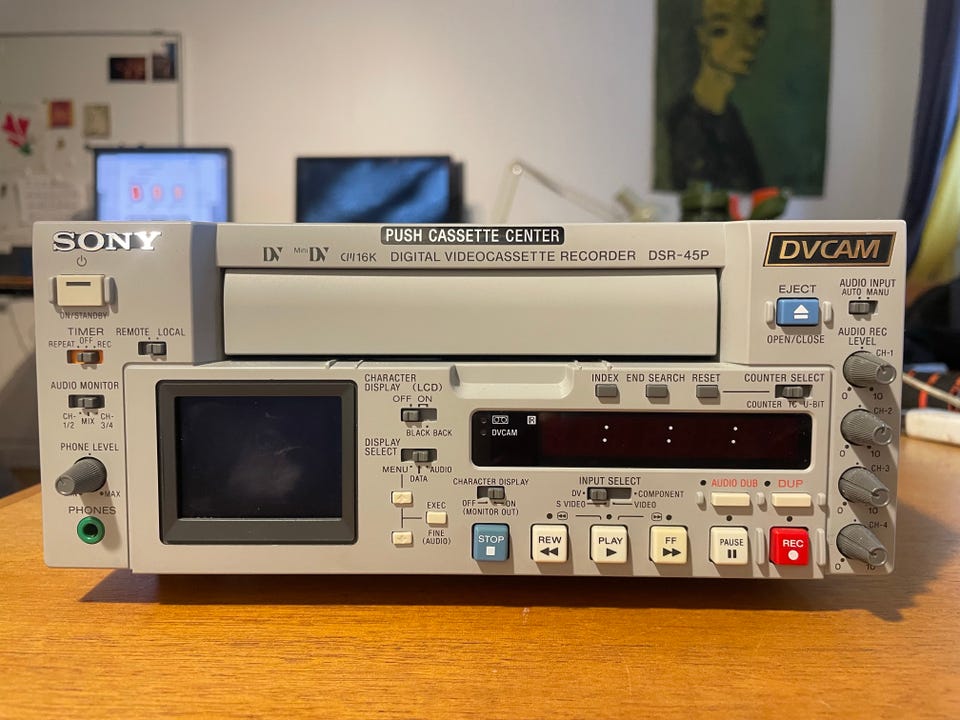 SONY
PUSH CASSETTE CENTER
DV Mini DV 16K DIGITAL VIDEOCASSETTE RECORDER DSR-45P
DVCAM
ON/STANDBY
TIMER
REPEAT OFF REC
REMOTE LOCAL
AUDIO MONITOR
CH-1/2 MIX CH-3/4
PHONE LEVEL
MAX
PHONES
EJECT
OPEN/CLOSE
AUDIO INPUT
AUTO MANU
AUDIO REC
LEVEL
CH-1
0 10
CH-2
0 10
CH-3
0 10
CH-4
0 10
CHARACTER
DISPLAY (LCD)
OFF ON
BLACK BACK
DISPLAY
SELECT
MENU DATA AUDIO
EXEC
FINE
(AUDIO)
INDEX END SEARCH RESET COUNTER SELECT
COUNTER TC U-BIT
R
DVCAM
: : :
CHARACTER DISPLAY
OFF ON
(MONITOR OUT)
INPUT SELECT
DV COMPONENT
S VIDEO VIDEO
AUDIO DUB DUP
STOP
REW
PLAY
FF
PAUSE
REC